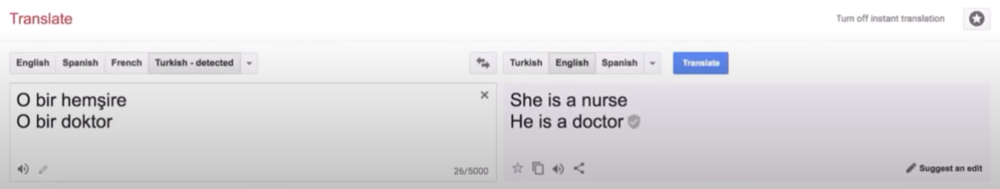 Translate
Turn off instant translation
English Spanish French Turkish - detected
Turkish English Spanish Translate
O bir hemşire
O bir doktor
26/5000
She is a nurse
He is a doctor
Suggest an edit